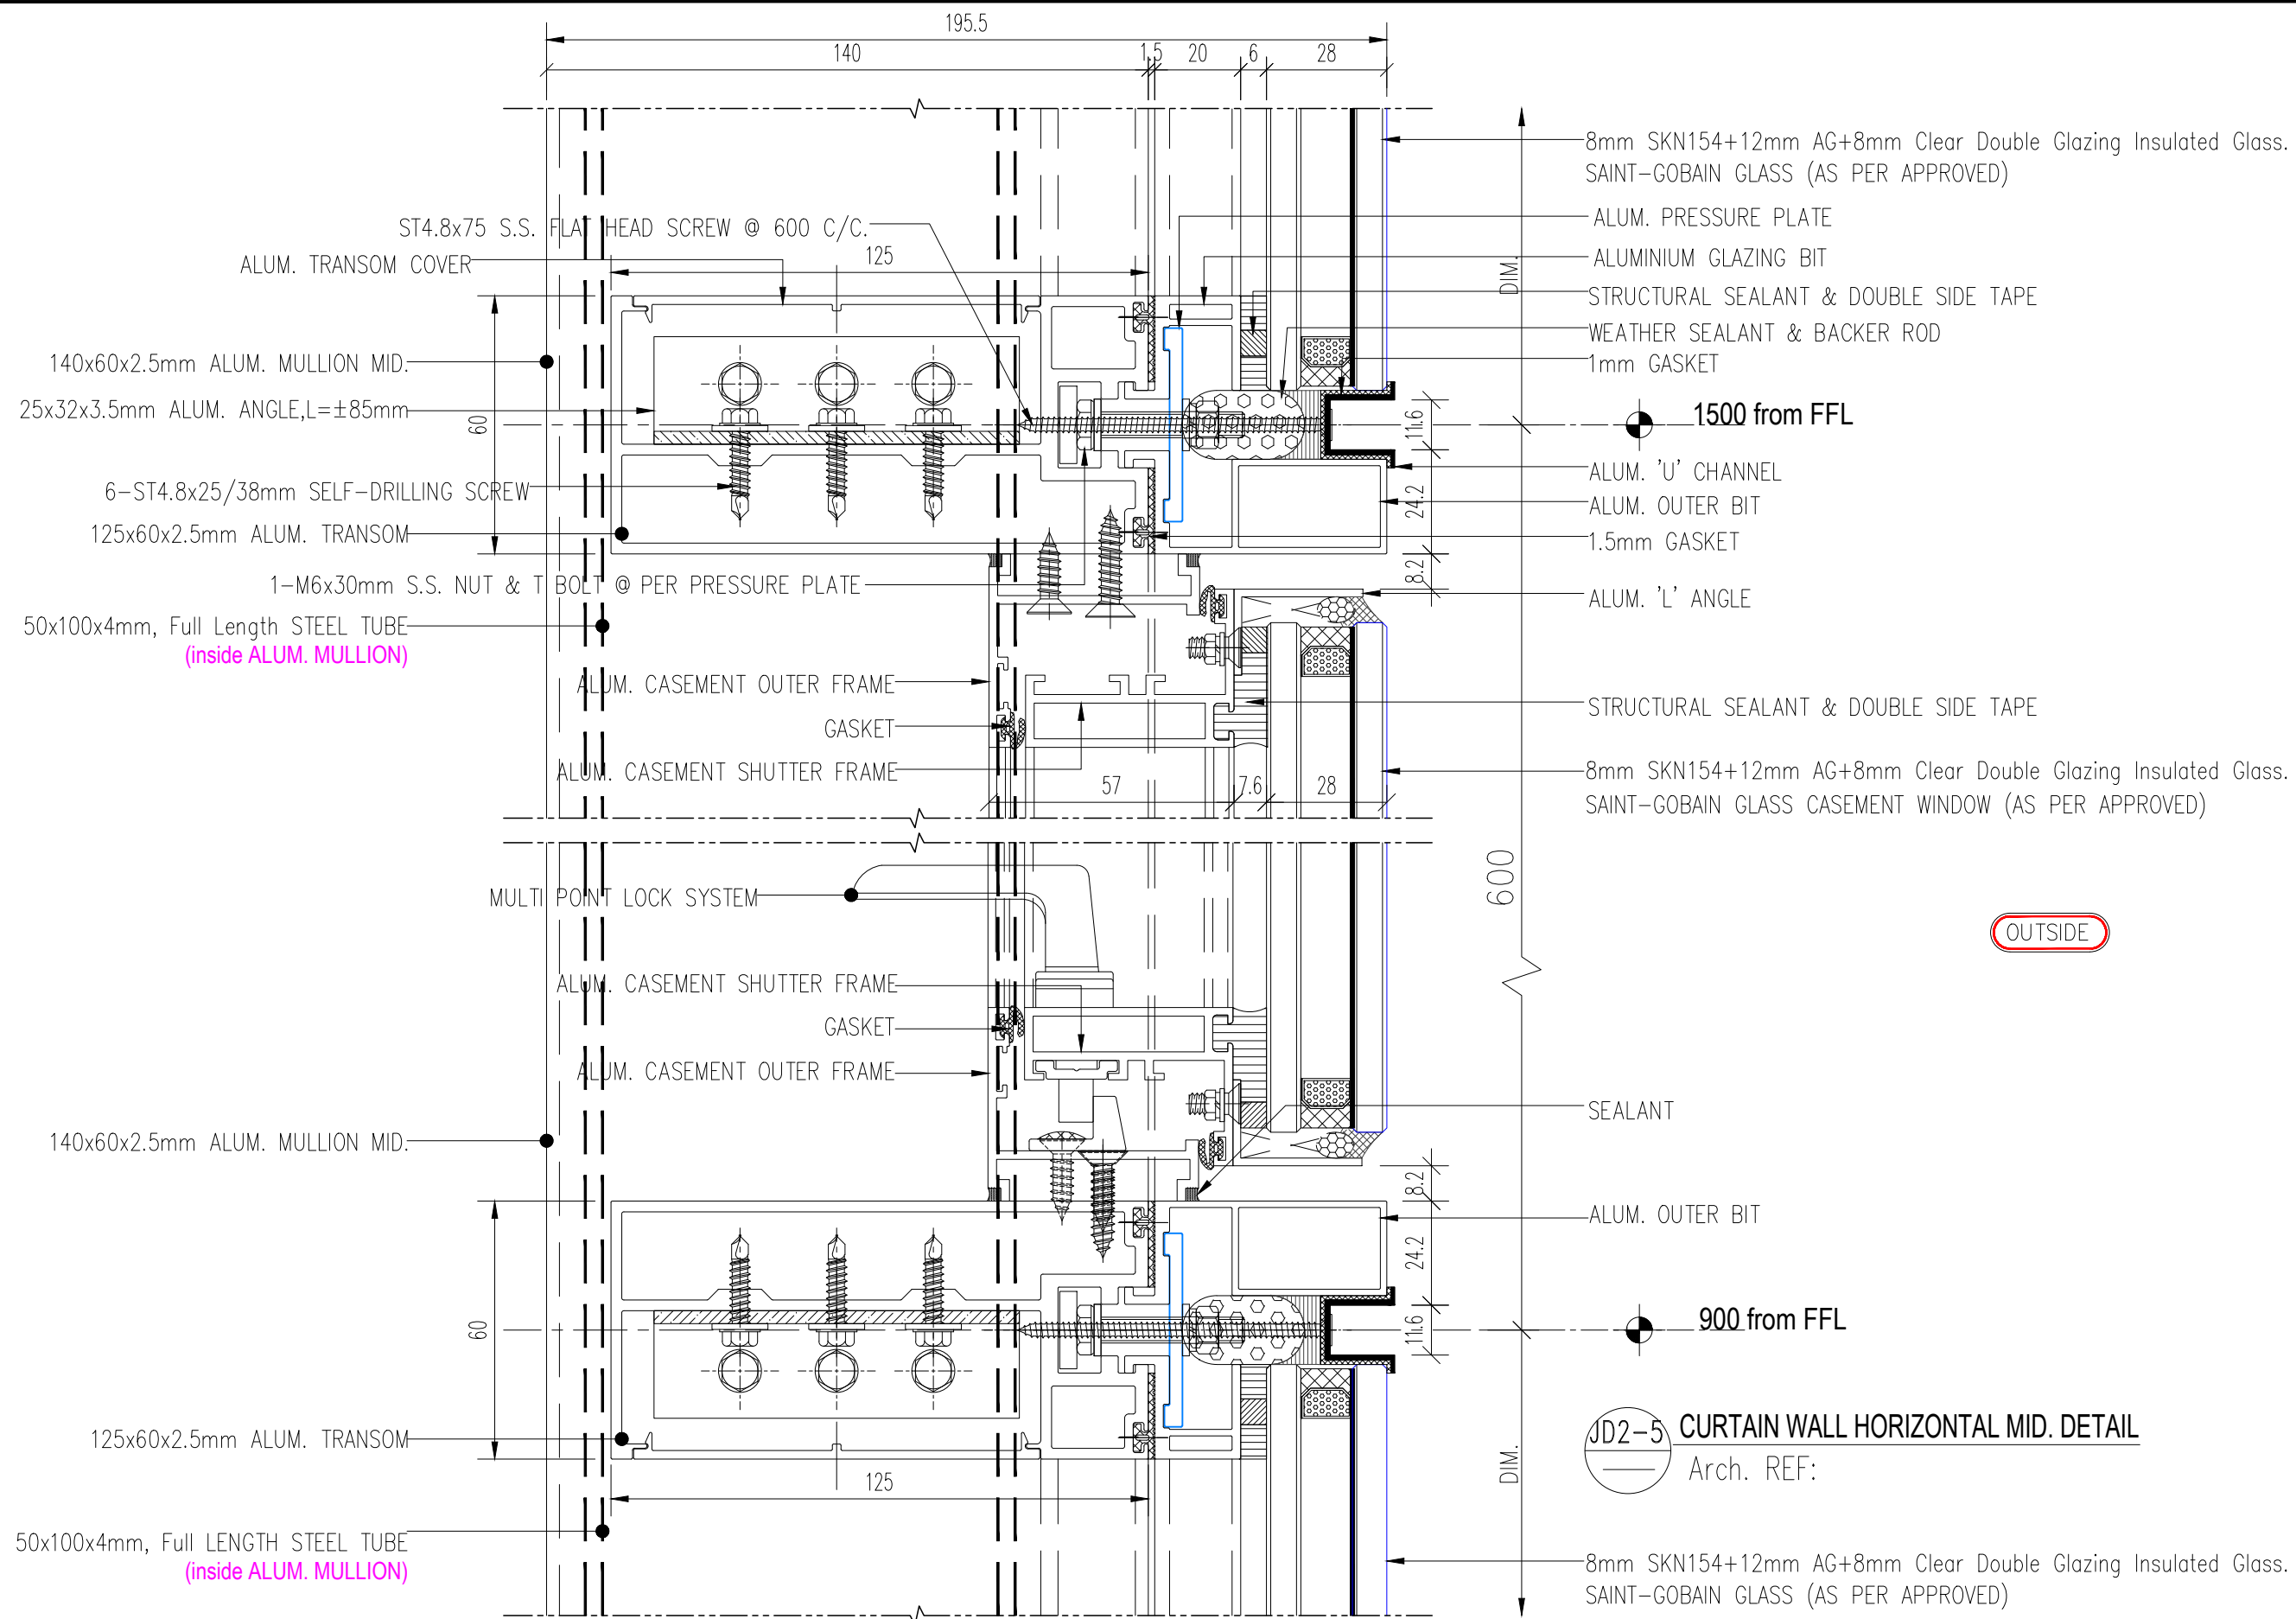 195.5
140
1.5
20
6
28
8mm SKN154+12mm AG+8mm Clear Double Glazing Insulated Glass.
SAINT-GOBAIN GLASS (AS PER APPROVED)
ALUM. PRESSURE PLATE
ST4.8x75 S.S. FLAT HEAD SCREW @ 600 C/C.
ALUMINIUM GLAZING BIT
ALUM. TRANSOM COVER
125
DIM.
STRUCTURAL SEALANT & DOUBLE SIDE TAPE
WEATHER SEALANT & BACKER ROD
140x60x2.5mm ALUM. MULLION MID.
1mm GASKET
25x32x3.5mm ALUM. ANGLE,L=±85mm
60
11.6
1500 from FFL
ALUM. 'U' CHANNEL
6-ST4.8x25/38mm SELF-DRILLING SCREW
24.2
ALUM. OUTER BIT
125x60x2.5mm ALUM. TRANSOM
1.5mm GASKET
8.2
1-M6x30mm S.S. NUT & T BOLT @ PER PRESSURE PLATE
ALUM. 'L' ANGLE
50x100x4mm, Full Length STEEL TUBE
(inside ALUM. MULLION)
ALUM. CASEMENT OUTER FRAME
STRUCTURAL SEALANT & DOUBLE SIDE TAPE
GASKET
ALUM. CASEMENT SHUTTER FRAME
57
7.6
28
8mm SKN154+12mm AG+8mm Clear Double Glazing Insulated Glass.
SAINT-GOBAIN GLASS CASEMENT WINDOW (AS PER APPROVED)
600
MULTI POINT LOCK SYSTEM
OUTSIDE
ALUM. CASEMENT SHUTTER FRAME
GASKET
ALUM. CASEMENT OUTER FRAME
SEALANT
140x60x2.5mm ALUM. MULLION MID.
8.2
ALUM. OUTER BIT
24.2
60
11.6
900 from FFL
JD2-5
CURTAIN WALL HORIZONTAL MID. DETAIL
Arch. REF:
125x60x2.5mm ALUM. TRANSOM
DIM.
125
50x100x4mm, Full LENGTH STEEL TUBE
(inside ALUM. MULLION)
8mm SKN154+12mm AG+8mm Clear Double Glazing Insulated Glass.
SAINT-GOBAIN GLASS (AS PER APPROVED)